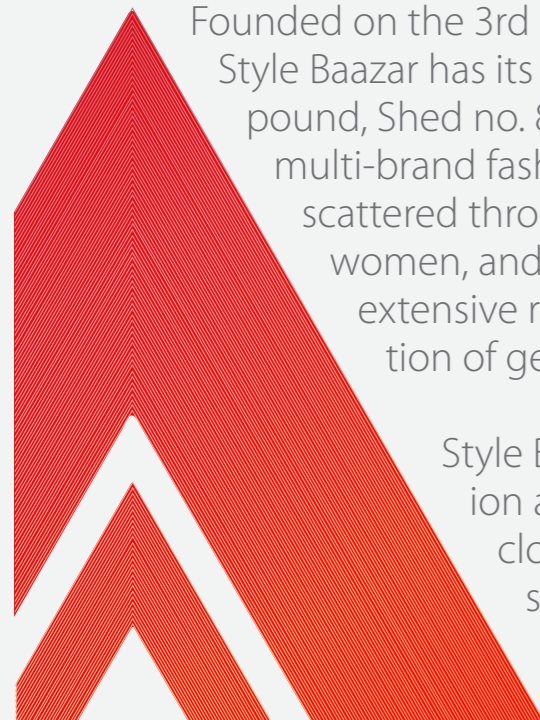 Founded on the 3rd
Style Baazar has its
pound, Shed no.
multi-brand fash
scattered thro
women, and
extensive r
tion of ge
Style B
ion a
clo
s